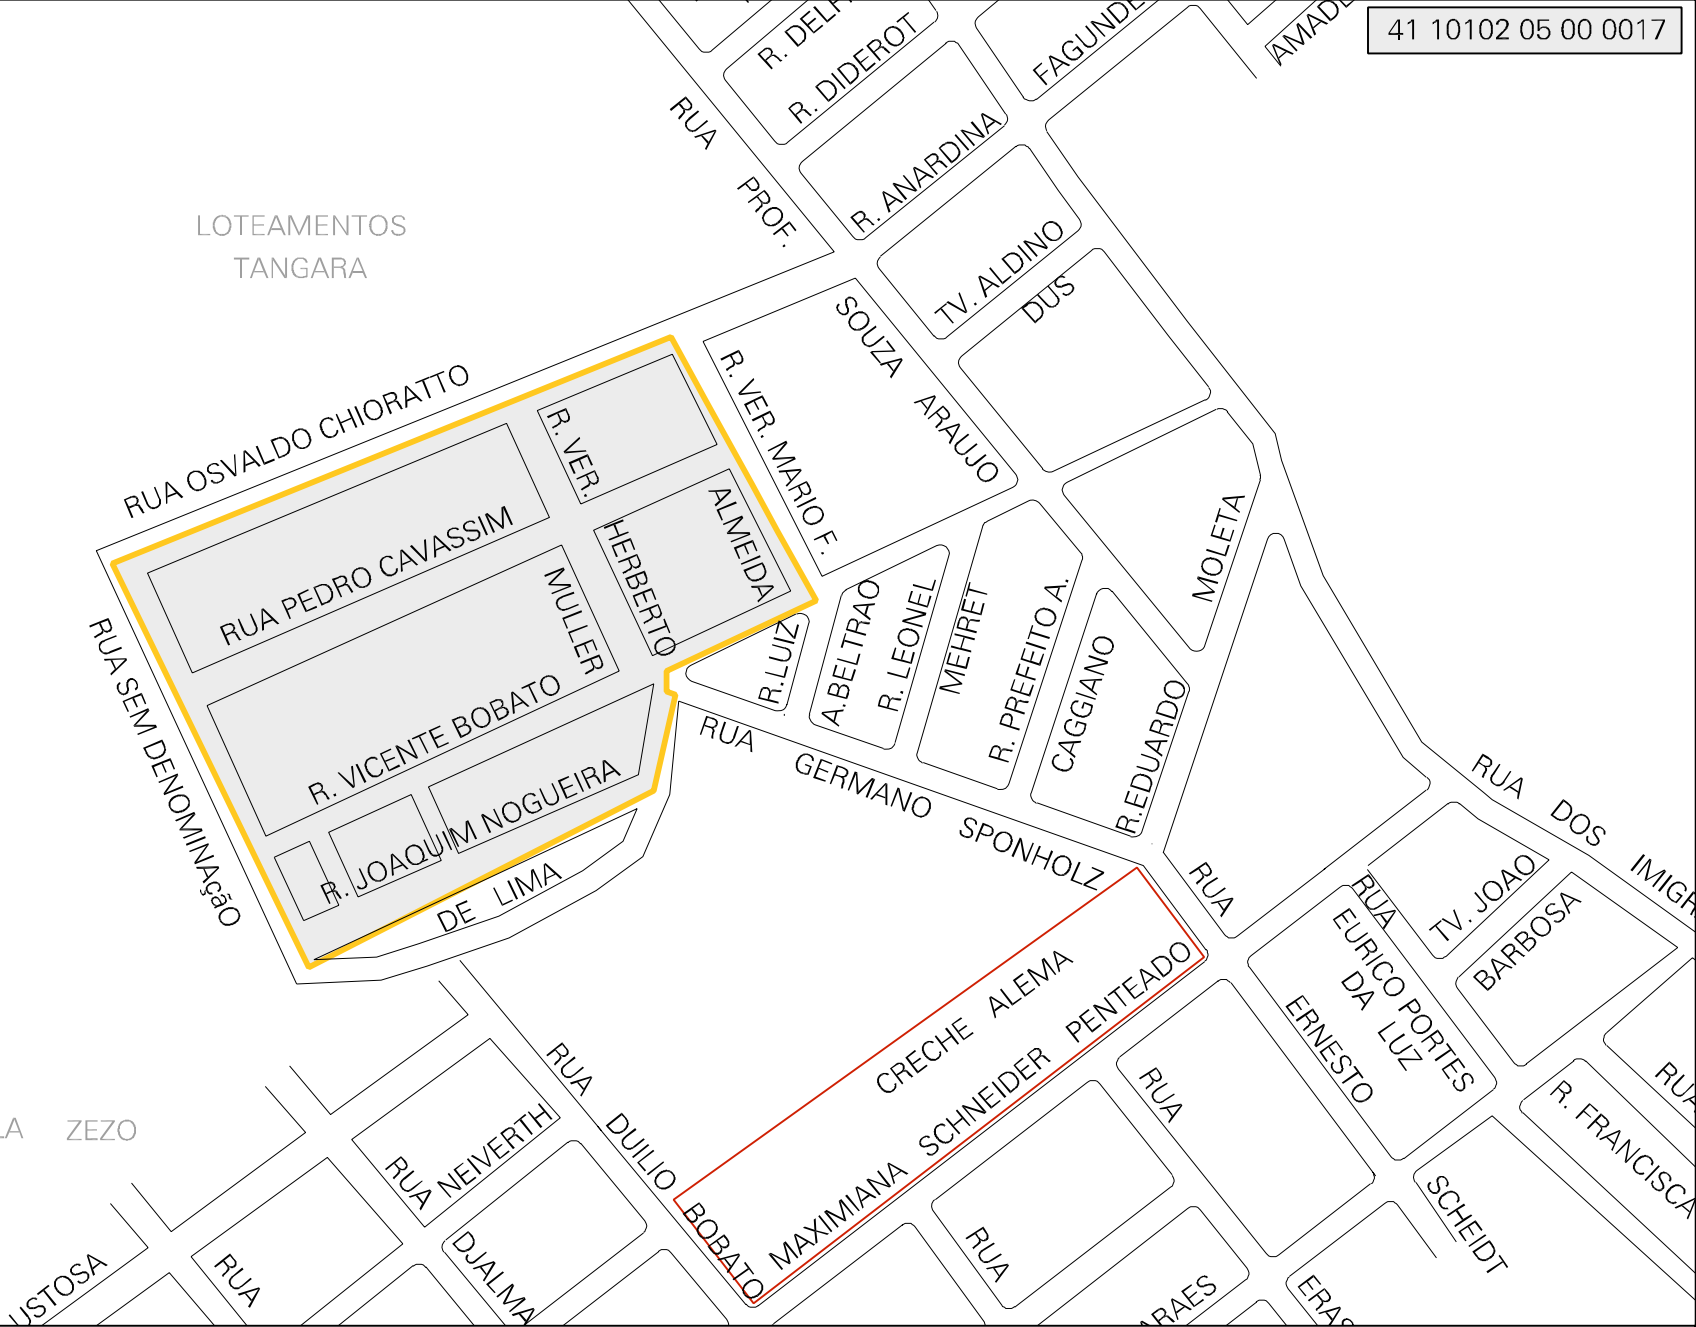 41 10102 05 00 0017
R. DIDEROT
RUA
PROF.
R. ANARDINA
TV. ALDINO
DUS
LOTEAMENTOS
TANGARA
SOUZA
ARAUJO
R. VER. MARIO F.
RUA OSVALDO CHIORATTO
R. VER.
HERBERTO
ALMEIDA
RUA PEDRO CAVASSIM
MULLER
R. VICENTE BOBATO
R. JOAQUIM NOGUEIRA
RUA SEM DENOMINAçãO
DE LIMA
R.LUIZ
A.BELTRAO
R. LEONEL
MEHRET
R. PREFEITO A.
CAGGIANO
R.EDUARDO
MOLETA
RUA
GERMANO
SPONHOLZ
RUA
DOS
RUA
RUA
TV. JOAO
BARBOSA
EURICO PORTES
DA LUZ
ERNESTO
CRECHE ALEMA
MAXIMIANA SCHNEIDER PENTEADO
RUA
DUILIO
BOBATO
ZEZO
RUA NEIVERTH
DJALMA
RUA
RUA
RUA
R. FRANCISCA
SCHEIDT
RUA